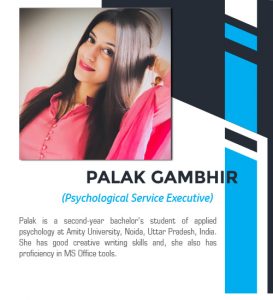 PALAK GAMBHIR
(Psychological Service Executive)
Palak is a second-year bachelor's student of applied
psychology at Amity University, Noida, Uttar Pradesh, India.
She has good creative writing skills and, she also has
proficiency in MS Office tools.